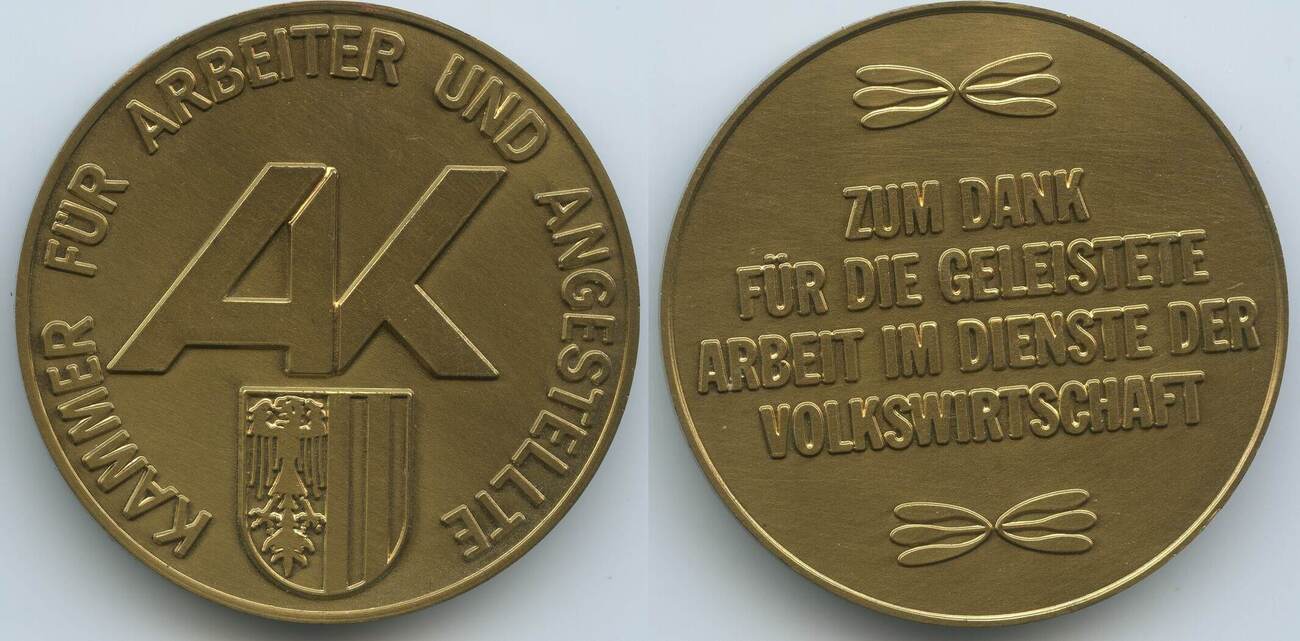 KAMMER FÜR ARBEITER UND ANGESTELLTE
AK
ZUM DANK
FÜR DIE GELEISTETE
ARBEIT IM DIENSTE DER
VOLKSWIRTSCHAFT